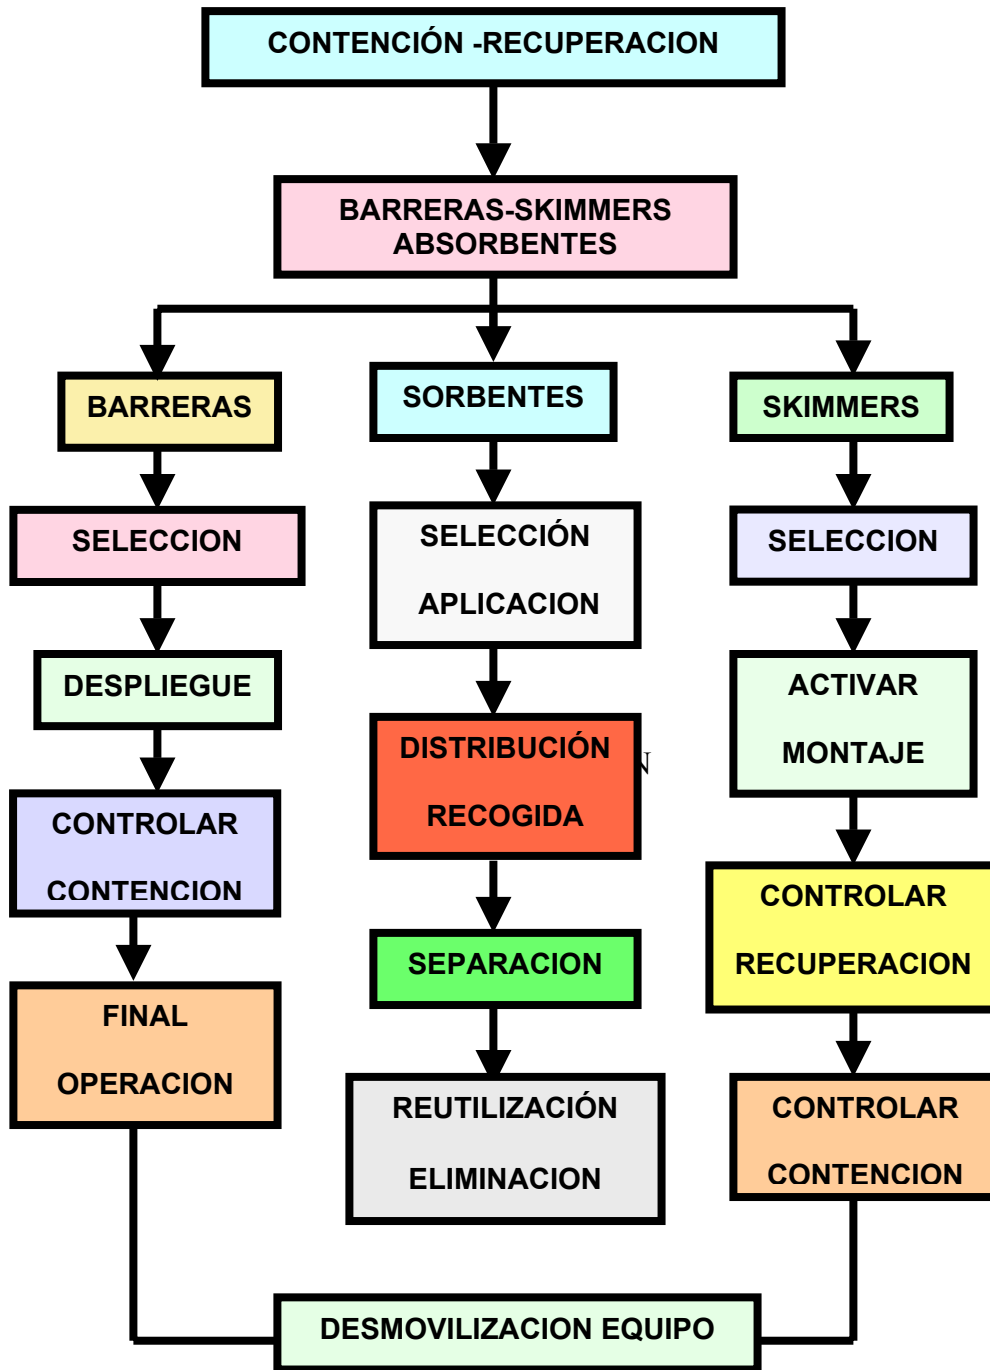 CONTENCIÓN -RECUPERACION
BARRERAS-SKIMMERS
ABSORBENTES
BARRERAS
SELECCION
DESPLIEGUE
CONTROLAR
CONTENCION
FINAL
OPERACION
SORBENTES
SELECCIÓN
APLICACION
DISTRIBUCIÓN
N
RECOGIDA
SEPARACION
REUTILIZACIÓN
ELIMINACION
SKIMMERS
SELECCION
ACTIVAR
MONTAJE
CONTROLAR
RECUPERACION
CONTROLAR
CONTENCION
DESMOVILIZACION EQUIPO